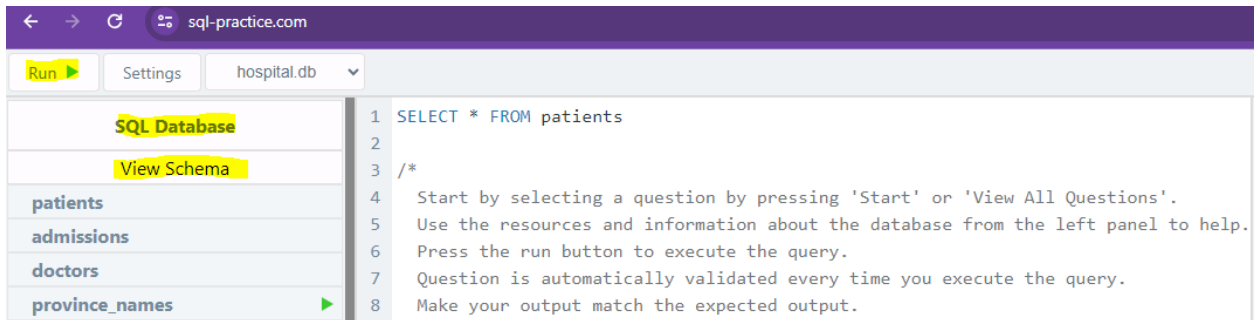 sql-practice.com
Run Settings hospital.db
SQL Database
View Schema
patients
admissions
doctors
province_names
1 SELECT * FROM patients
2
3 /*
4 Start by selecting a question by pressing 'Start' or 'View All Questions'.
5 Use the resources and information about the database from the left panel to help.
6 Press the run button to execute the query.
7 Question is automatically validated every time you execute the query.
8 Make your output match the expected output.